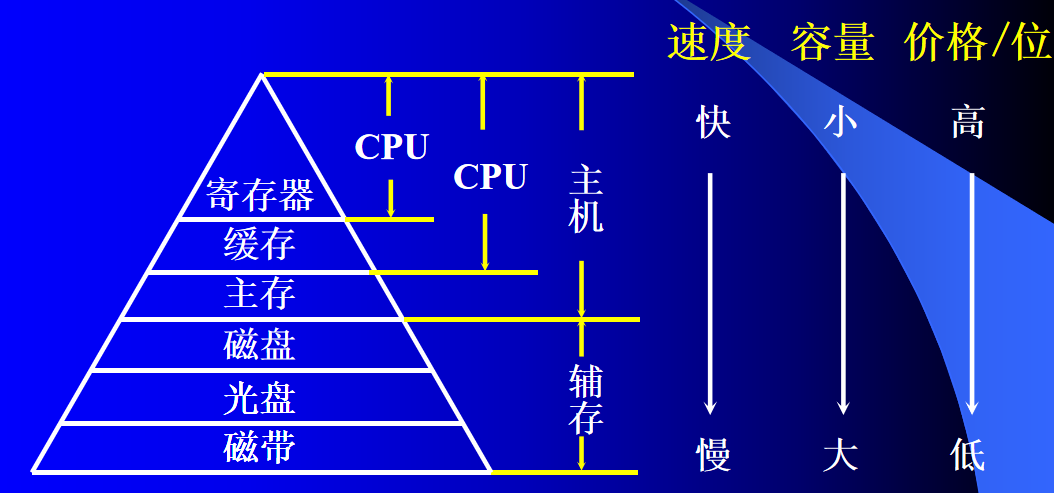 速度 容量 价格/位
快 小 高
CPU
CPU
主机
寄存器
缓存
主存
磁盘
光盘
磁带
辅存
慢 大 低